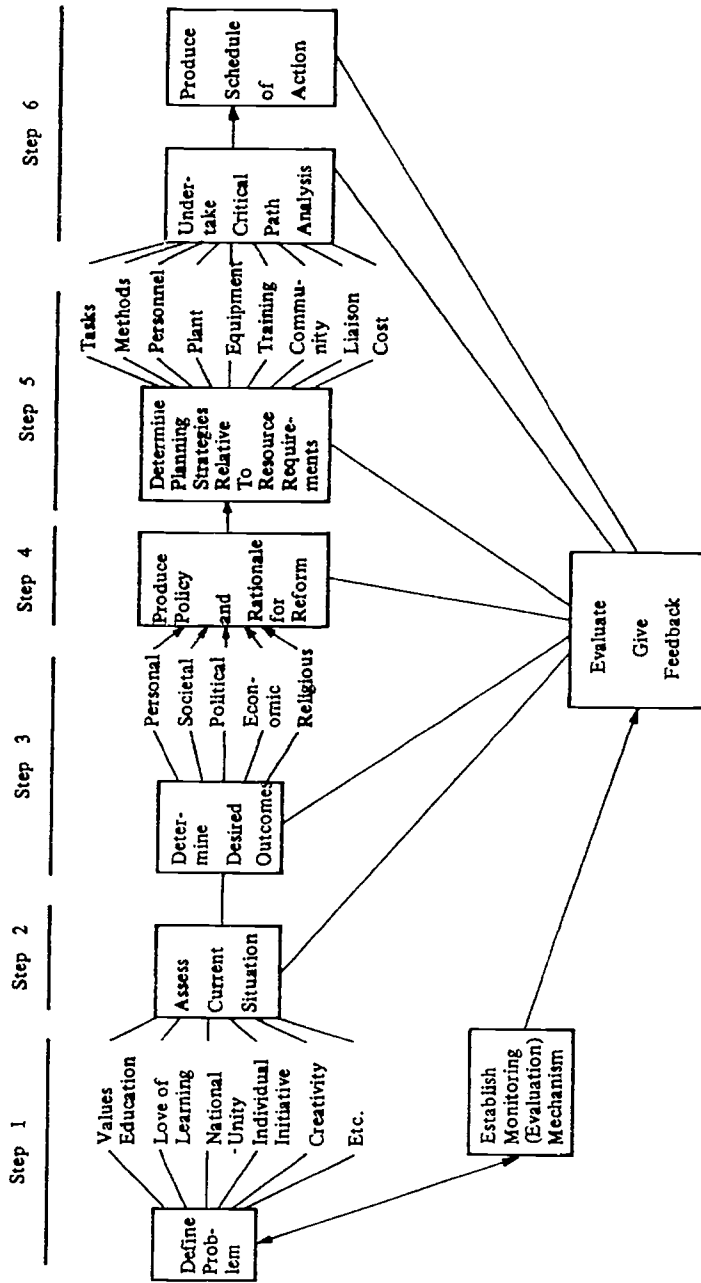 Step 1
Step 2
Step 3
Step 4
Step 5
Step 6
Define
Prob-
lem
Values
Education
Love of
Learning
National
-Unity
Individual
Initiative
Creativity
Etc.
Assess
Current
Situation
Deter-
mine
Desired
Outcomes
Personal
Societal
Political
Econ-
omic
Religious
Produce
Policy
and
Rationale
for
Reform
Determine
Planning
Strategies
Relative
To
Resource
Require-
ments
Tasks
Methods
Personnel
Plant
Equipment
Training
Commu-
nity
Liaison
Cost
Under-
take
Critical
Path
Analysis
Produce
Schedule
of
Action
Establish
Monitoring
(Evaluation)
Mechanism
Evaluate
Give
Feedback